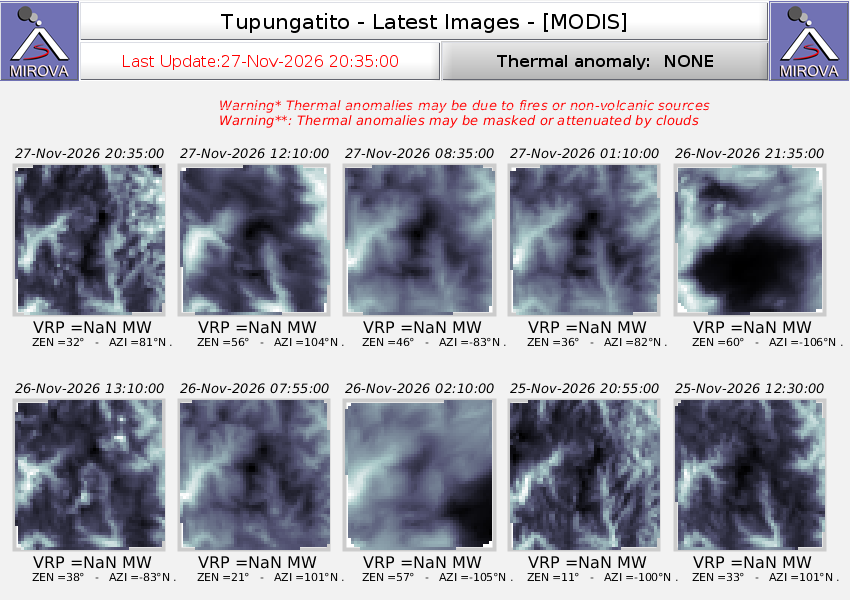 MIROVA
Tupungatito - Latest Images - [MODIS]
MIROVA
Last Update:27-Nov-2026 20:35:00
Thermal anomaly: NONE
Warning* Thermal anomalies may be due to fires or non-volcanic sources
Warning**: Thermal anomalies may be masked or attenuated by clouds
27-Nov-2026 20:35:00 27-Nov-2026 12:10:00 27-Nov-2026 08:35:00 27-Nov-2026 01:10:00 26-Nov-2026 21:35:00
VRP =NaN MW VRP =NaN MW VRP =NaN MW VRP =NaN MW VRP =NaN MW
ZEN =32° - AZI =81°N . ZEN =56° - AZI =104°N . ZEN =46° - AZI =-83°N . ZEN =36° - AZI =82°N . ZEN =60° - AZI =-106°N .
26-Nov-2026 13:10:00 26-Nov-2026 07:55:00 26-Nov-2026 02:10:00 25-Nov-2026 20:55:00 25-Nov-2026 12:30:00
VRP =NaN MW VRP =NaN MW VRP =NaN MW VRP =NaN MW VRP =NaN MW
ZEN =38° - AZI =-83°N . ZEN =21° - AZI =101°N . ZEN =57° - AZI =-105°N . ZEN =11° - AZI =-100°N . ZEN =33° - AZI =101°N .